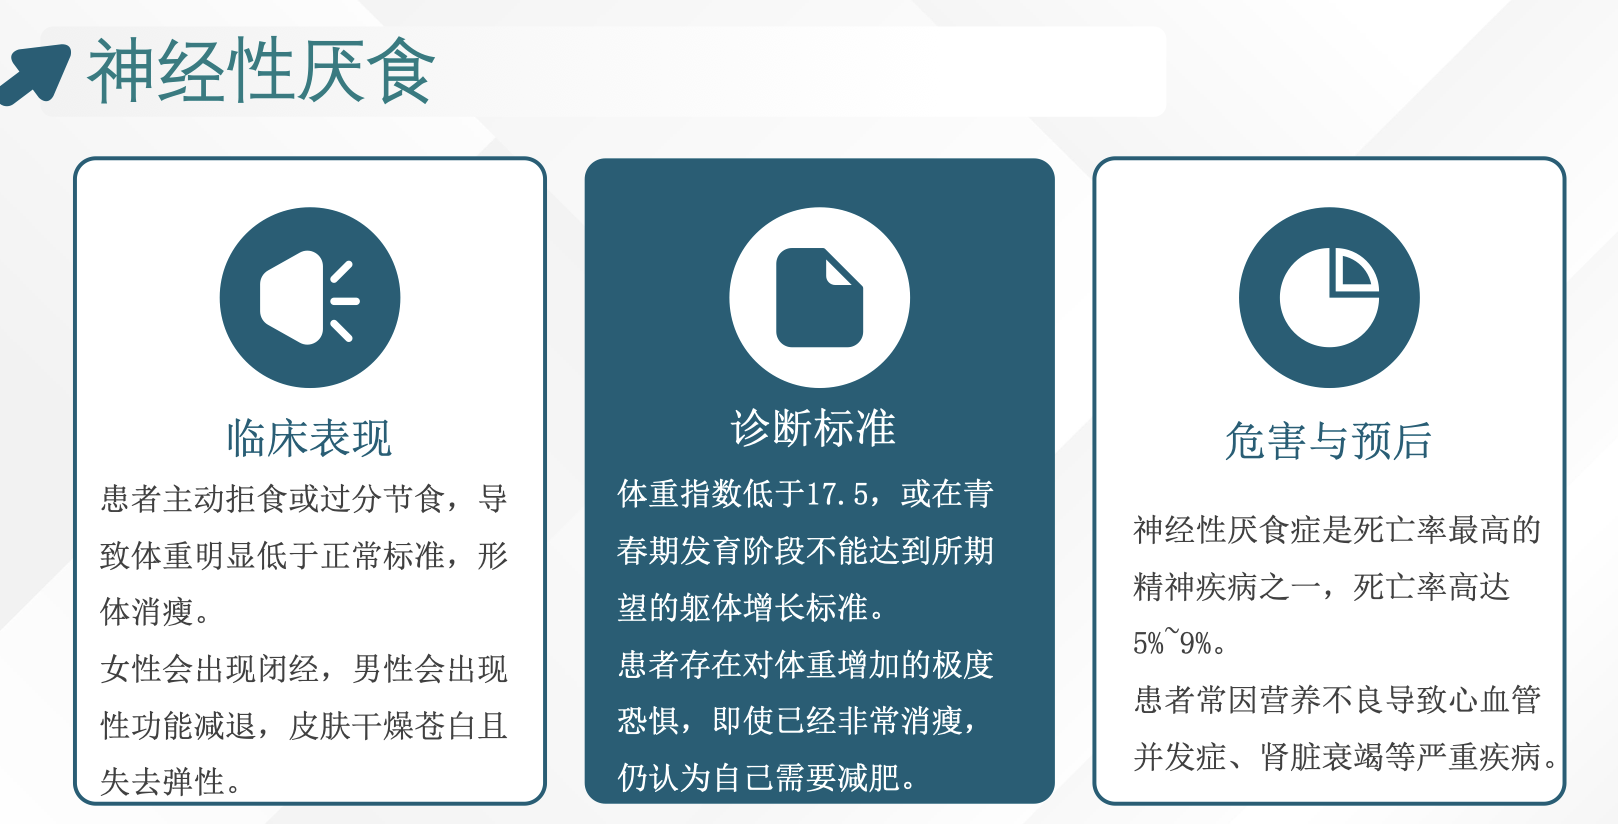 神经性厌食
临床表现
患者主动拒食或过分节食，导
致体重明显低于正常标准，形
体消瘦。
女性会出现闭经，男性会出现
性功能减退，皮肤干燥苍白且
失去弹性。
诊断标准
体重指数低于17.5，或在青
春期发育阶段不能达到所期
望的躯体增长标准。
患者存在对体重增加的极度
恐惧，即使已经非常消瘦，
仍认为自己需要减肥。
危害与预后
神经性厌食症是死亡率最高的
精神疾病之一，死亡率高达
5%~9%。
患者常因营养不良导致心血管
并发症、肾脏衰竭等严重疾病。